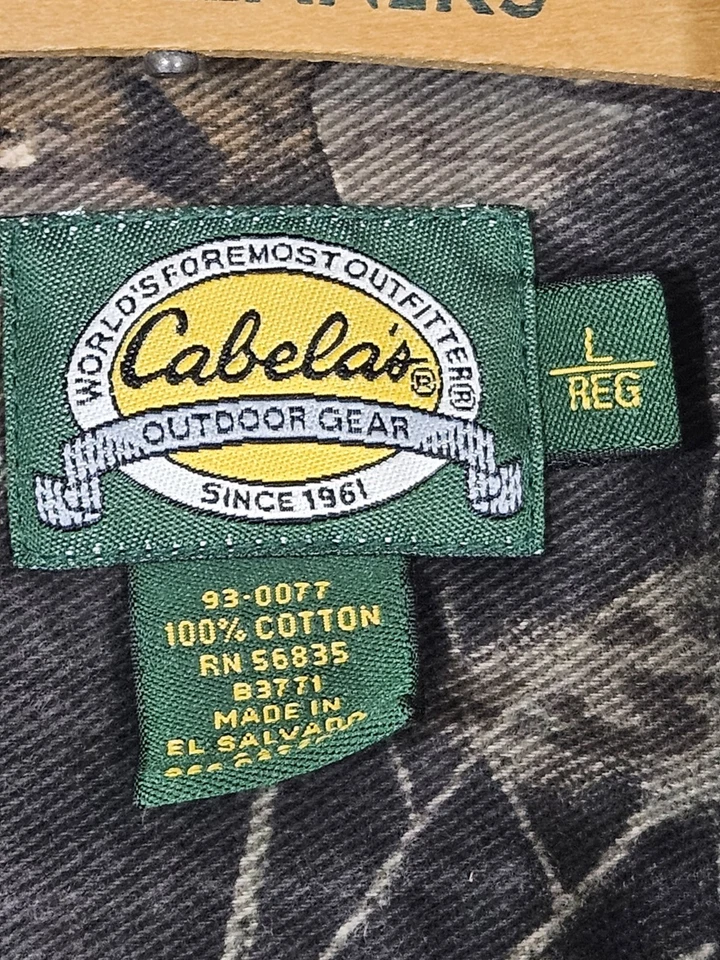 WORLD'S FOREMOST OUTFITTER®
Cabela's®
OUTDOOR GEAR
SINCE 1961
L
REG
93-0077
100% COTTON
RN 56835
B3771
MADE IN
EL SALVADOR